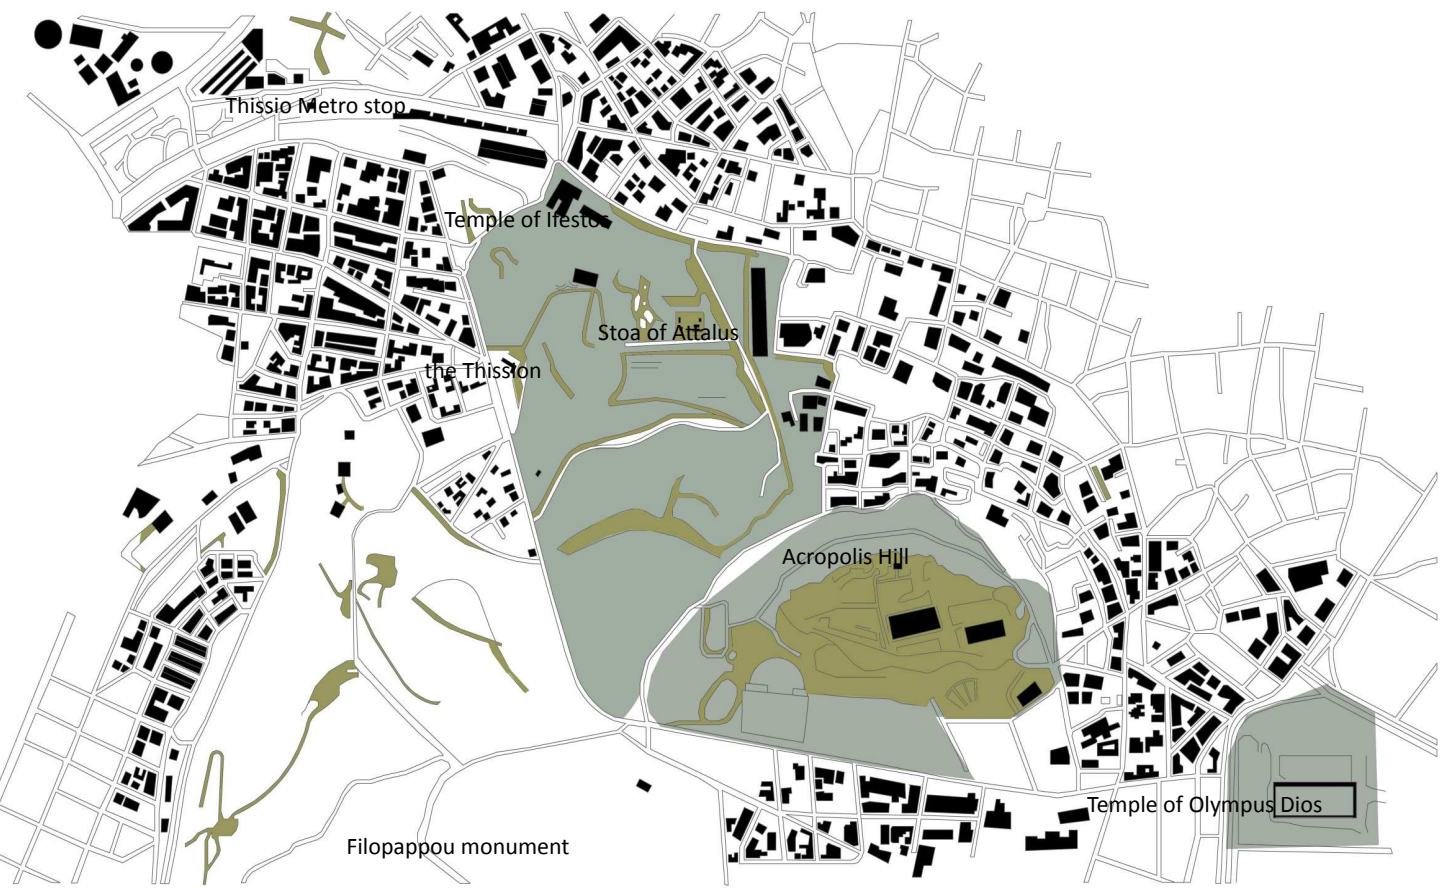 Thissio Metro stop
Temple of Ifestos
Stoa of Attalus
the Thission
Acropolis Hill
Temple of Olympus Dios
Filopappou monument